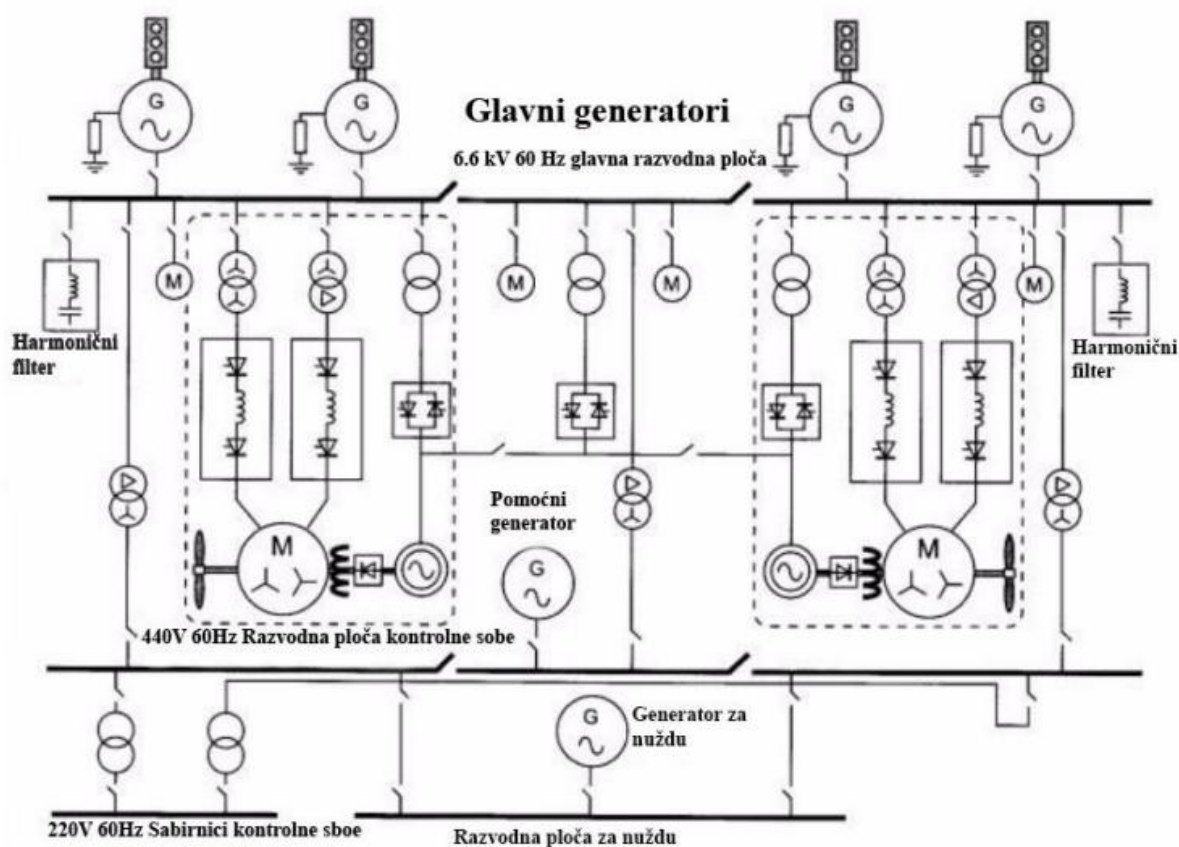 G
G
G
G
Glavni generatori
6.6 kV 60 Hz glavna razvodna ploča
M
M
M
M
Harmonični
filter
Harmonični
filter
Pomoćni
generator
M
G
M
440V 60Hz Razvodna ploča kontrolne sobe
G
Generator za
nuždu
220V 60Hz Sabirnici kontrolne sboe
Razvodna ploča za nuždu